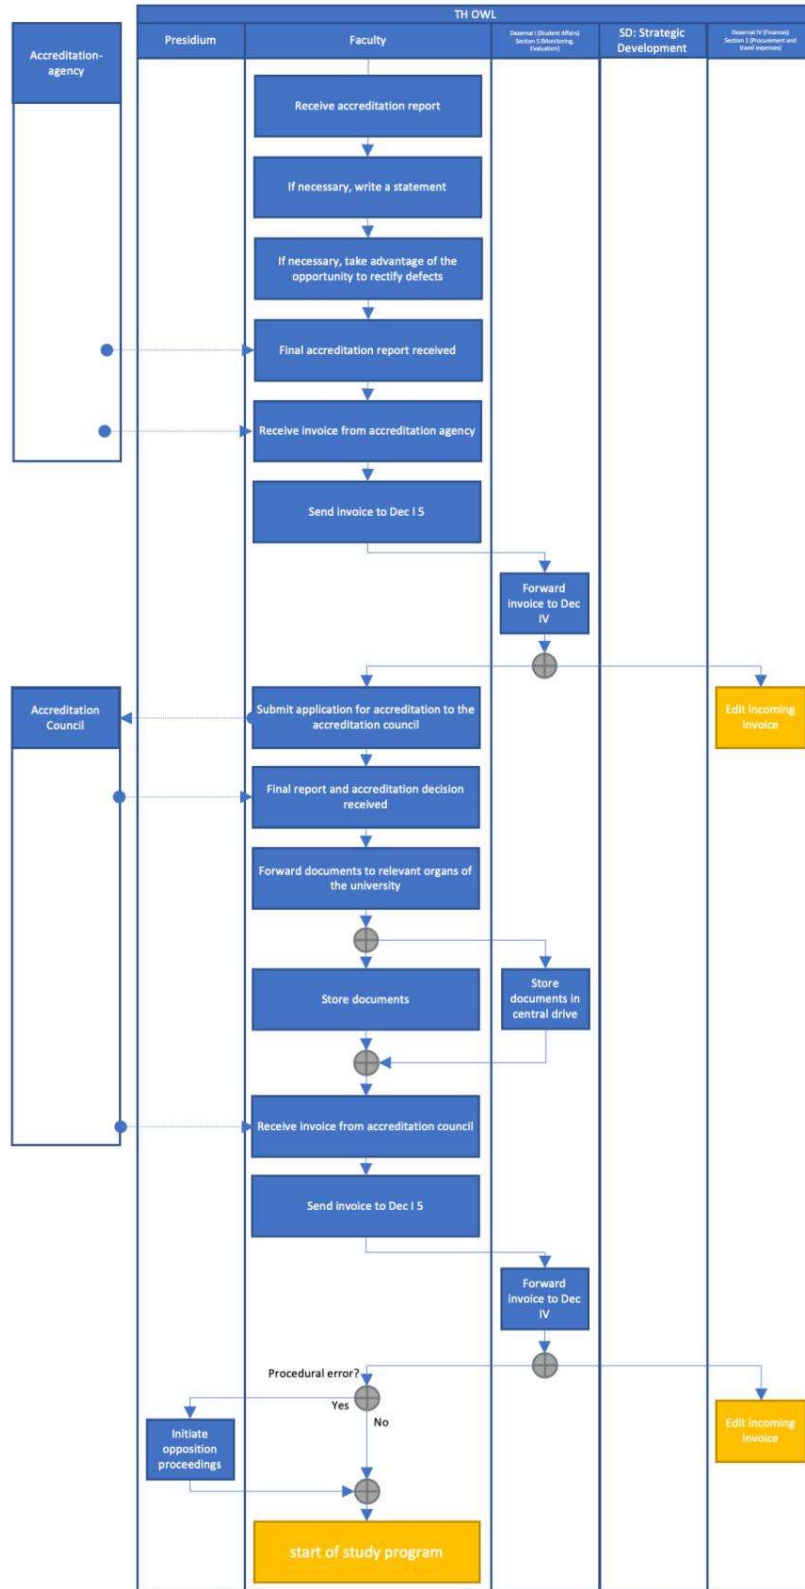 TH OWL
Accreditation-
agency
Presidium
Faculty
Dezernat I (Student Affairs)
Section 5 (Monitoring,
Evaluation)
SD: Strategic
Development
Dezernat IV (Finances)
Section 1 (Procurement and
travel expenses)
Receive accreditation report
If necessary, write a statement
If necessary, take advantage of the
opportunity to rectify defects
Final accreditation report received
Receive invoice from accreditation agency
Send invoice to Dec I 5
Forward
invoice to Dec
IV
Accreditation
Council
Submit application for accreditation to the
accreditation council
Edit incoming
invoice
Final report and accreditation decision
received
Forward documents to relevant organs of
the university
Store documents
Store
documents in
central drive
Receive invoice from accreditation council
Send invoice to Dec I 5
Forward
invoice to Dec
IV
Procedural error?
Yes
No
Initiate
opposition
proceedings
Edit incoming
invoice
start of study program